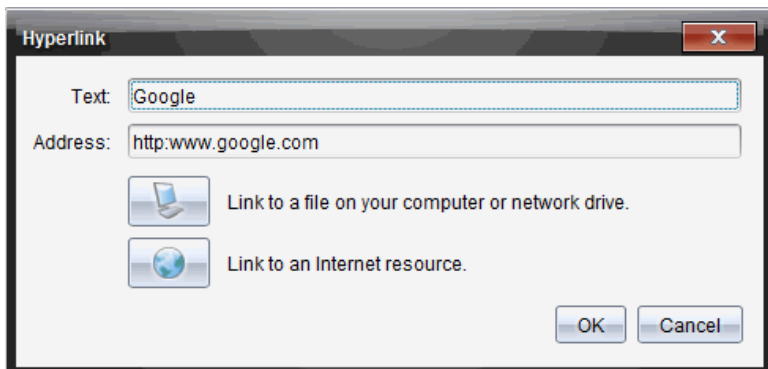 Hyperlink
Text: Google
Address: http:www.google.com
Link to a file on your computer or network drive.
Link to an Internet resource.
OK Cancel